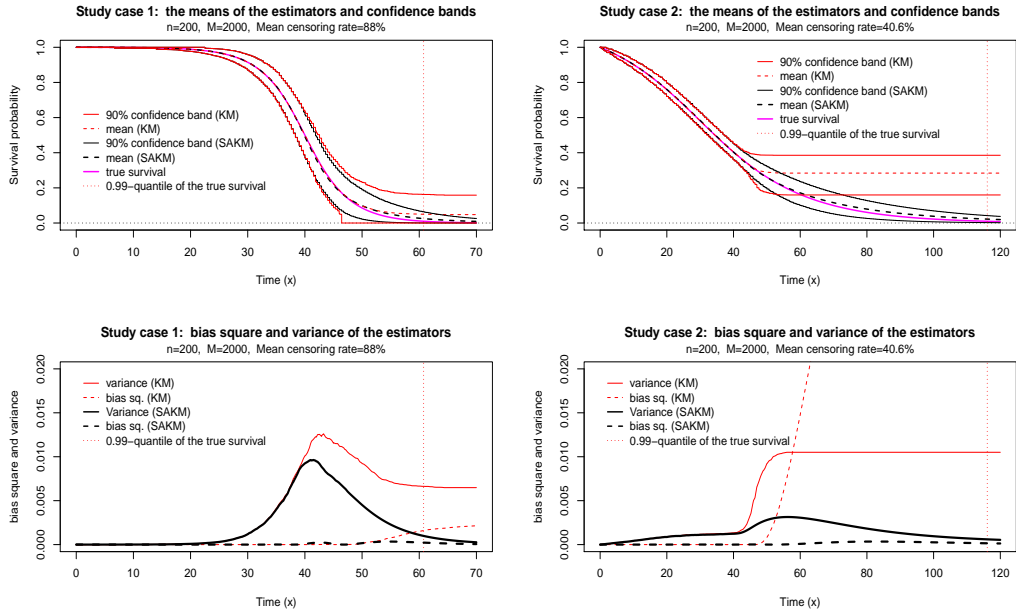 Study case 1: the means of the estimators and confidence bands
n=200, M=2000, Mean censoring rate=88%
Survival probability
1.0
0.8
0.6
0.4
0.2
0.0
90% confidence band (KM)
mean (KM)
90% confidence band (SAKM)
mean (SAKM)
true survival
0.99−quantile of the true survival
0 10 20 30 40 50 60 70
Time (x)
Study case 2: the means of the estimators and confidence bands
n=200, M=2000, Mean censoring rate=40.6%
Survival probability
1.0
0.8
0.6
0.4
0.2
0.0
90% confidence band (KM)
mean (KM)
90% confidence band (SAKM)
mean (SAKM)
true survival
0.99−quantile of the true survival
0 20 40 60 80 100 120
Time (x)
Study case 1: bias square and variance of the estimators
n=200, M=2000, Mean censoring rate=88%
bias square and variance
0.020
0.015
0.010
0.005
0.000
variance (KM)
bias sq. (KM)
Variance (SAKM)
bias sq. (SAKM)
0.99−quantile of the true survival
0 10 20 30 40 50 60 70
Time (x)
Study case 2: bias square and variance of the estimators
n=200, M=2000, Mean censoring rate=40.6%
bias square and variance
0.020
0.015
0.010
0.005
0.000
variance (KM)
bias sq. (KM)
Variance (SAKM)
bias sq. (SAKM)
0.99−quantile of the true survival
0 20 40 60 80 100 120
Time (x)